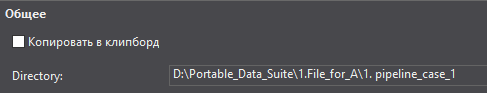 Общее
Копировать в клипборд
Directory: D:\Portable_Data_Suite\1.File_for_A\1. pipeline_case_1